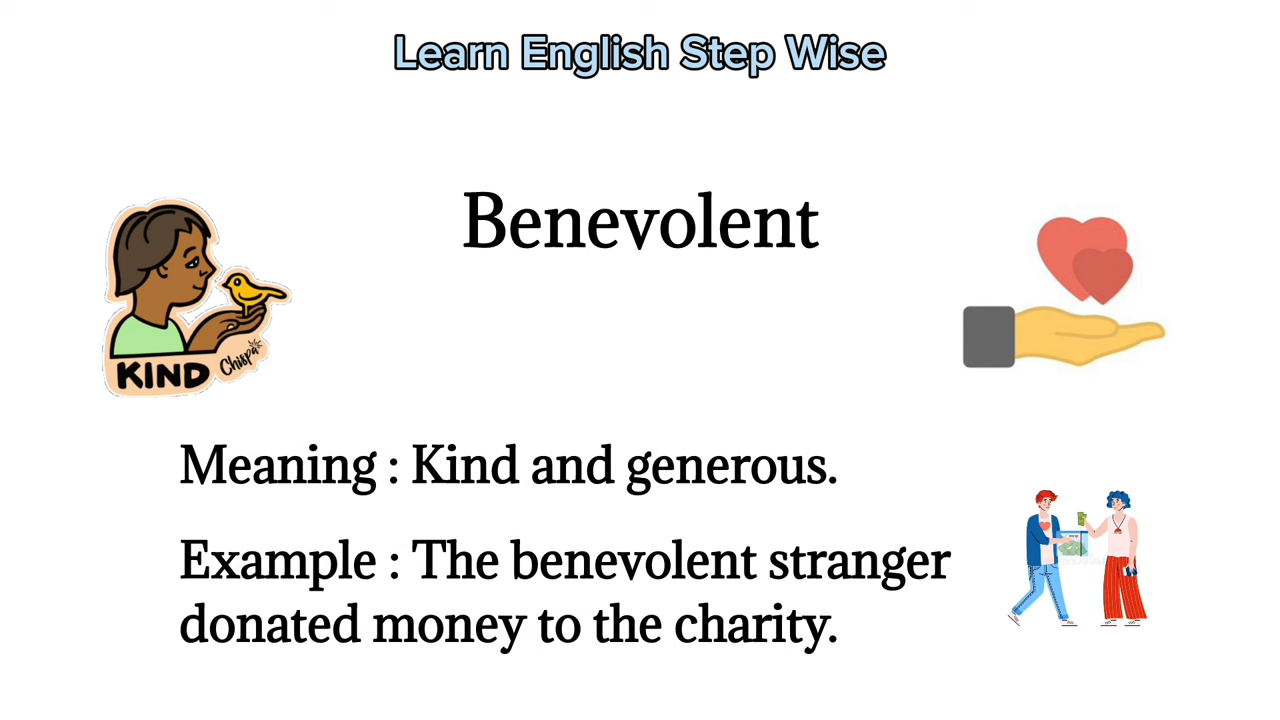 Learn English Step Wise
Benevolent
KIND Chispa
Meaning : Kind and generous.
Example : The benevolent stranger
donated money to the charity.